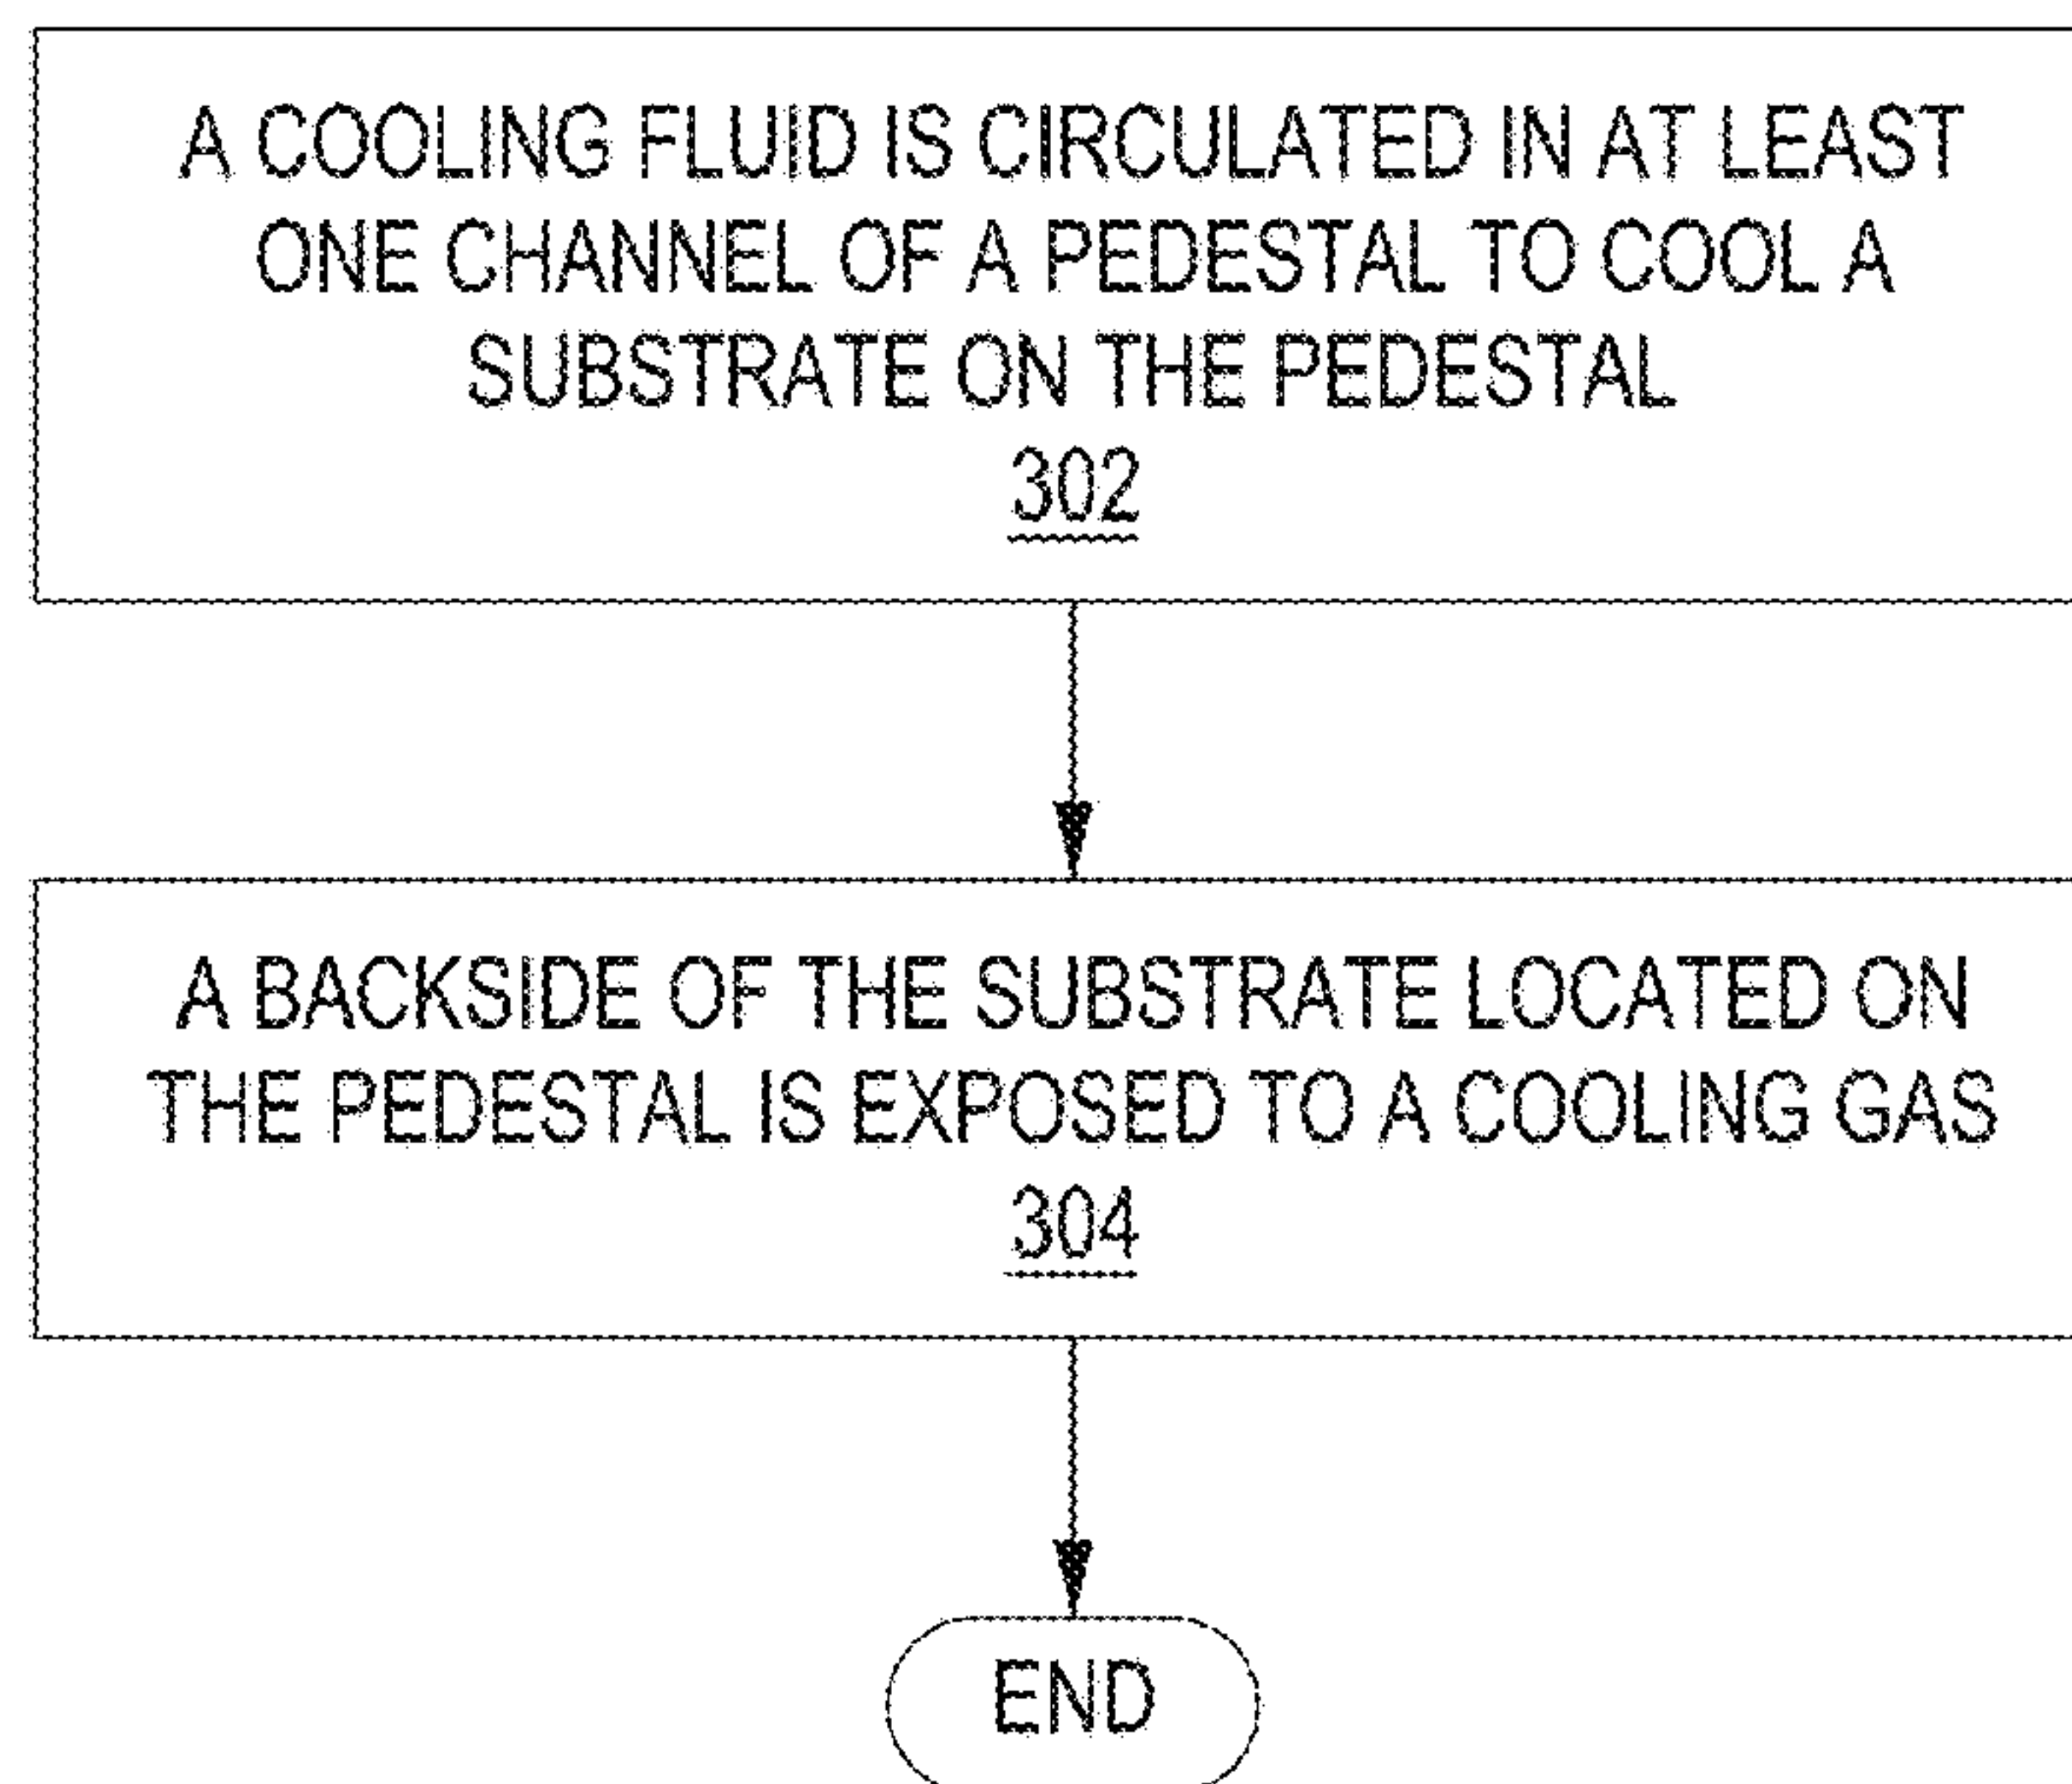 A COOLING FLUID IS CIRCULATED IN AT LEAST
ONE CHANNEL OF A PEDESTAL TO COOL A
SUBSTRATE ON THE PEDESTAL
302
A BACKSIDE OF THE SUBSTRATE LOCATED ON
THE PEDESTAL IS EXPOSED TO A COOLING GAS
304
END